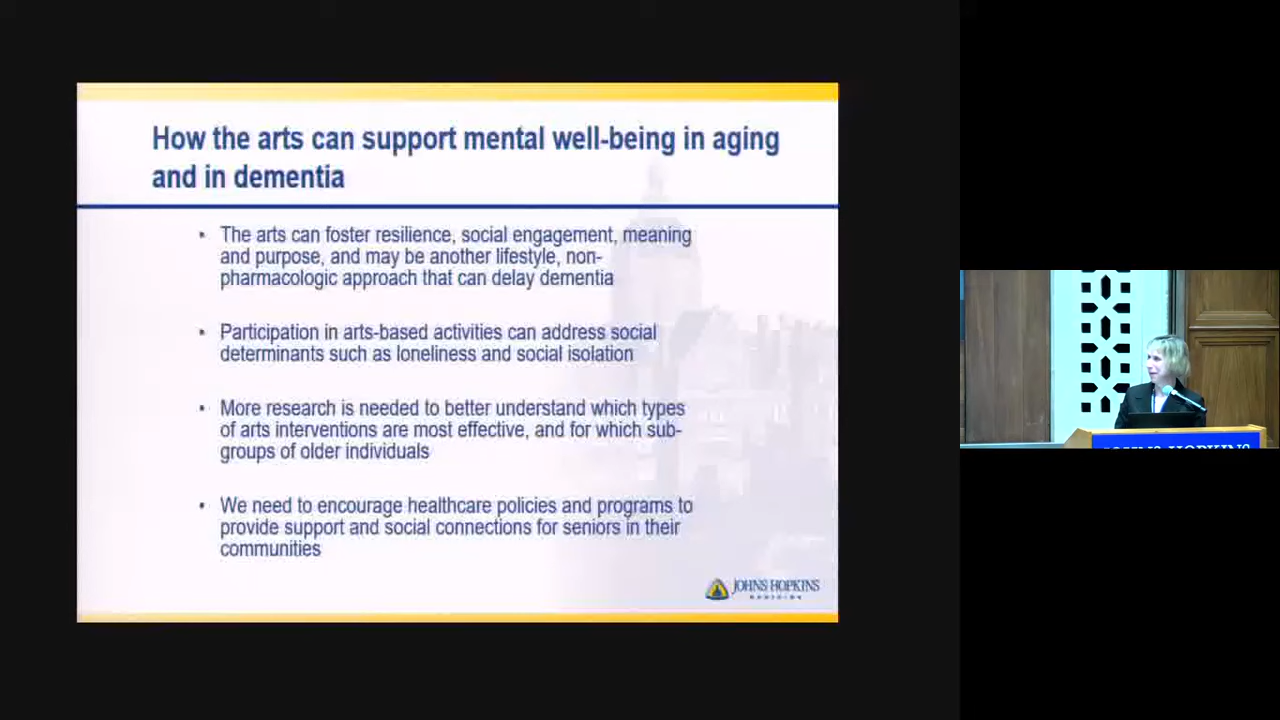 How the arts can support mental well-being in aging
and in dementia
• The arts can foster resilience, social engagement, meaning
and purpose, and may be another lifestyle, non-
pharmacologic approach that can delay dementia
• Participation in arts-based activities can address social
determinants such as loneliness and social isolation
• More research is needed to better understand which types
of arts interventions are most effective, and for which sub-
groups of older individuals
• We need to encourage healthcare policies and programs to
provide support and social connections for seniors in their
communities
JOHNS HOPKINS
MEDICINE
JOHNS HOPKINS